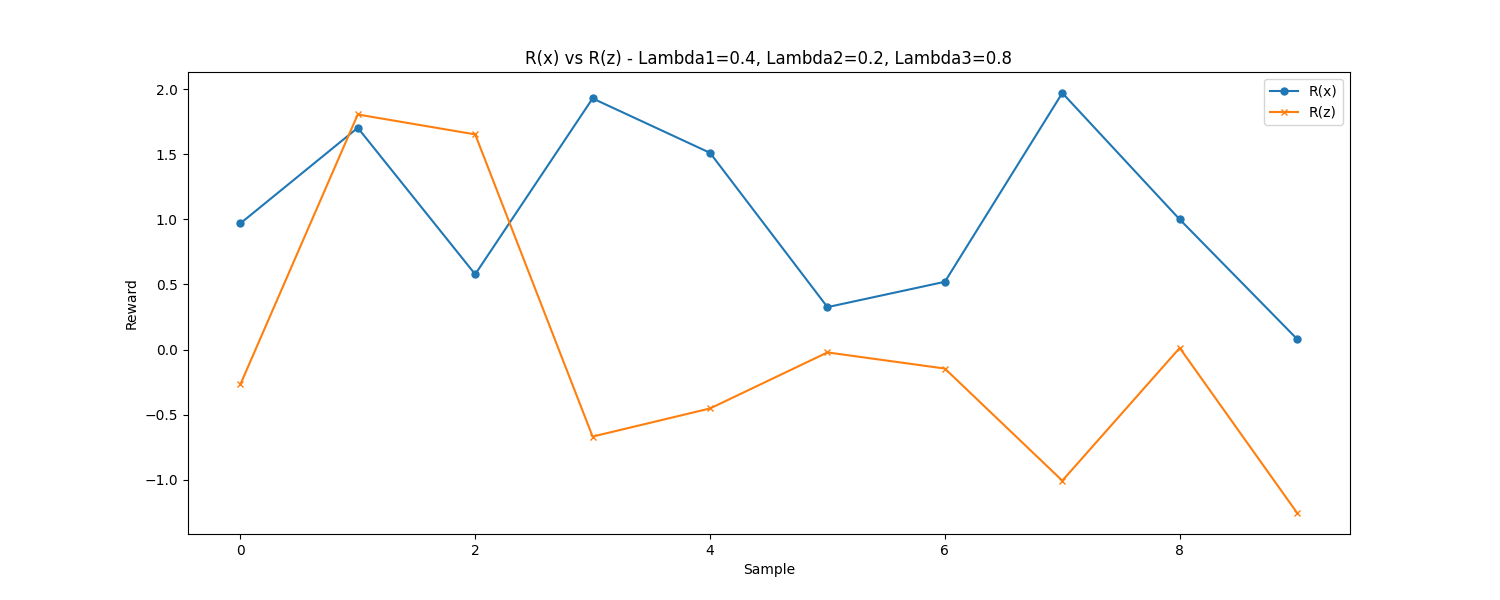 R(x) vs R(z) - Lambda1=0.4, Lambda2=0.2, Lambda3=0.8
R(x)
R(z)
2.0
1.5
1.0
0.5
0.0
−0.5
−1.0
Reward
0 2 4 6 8
Sample